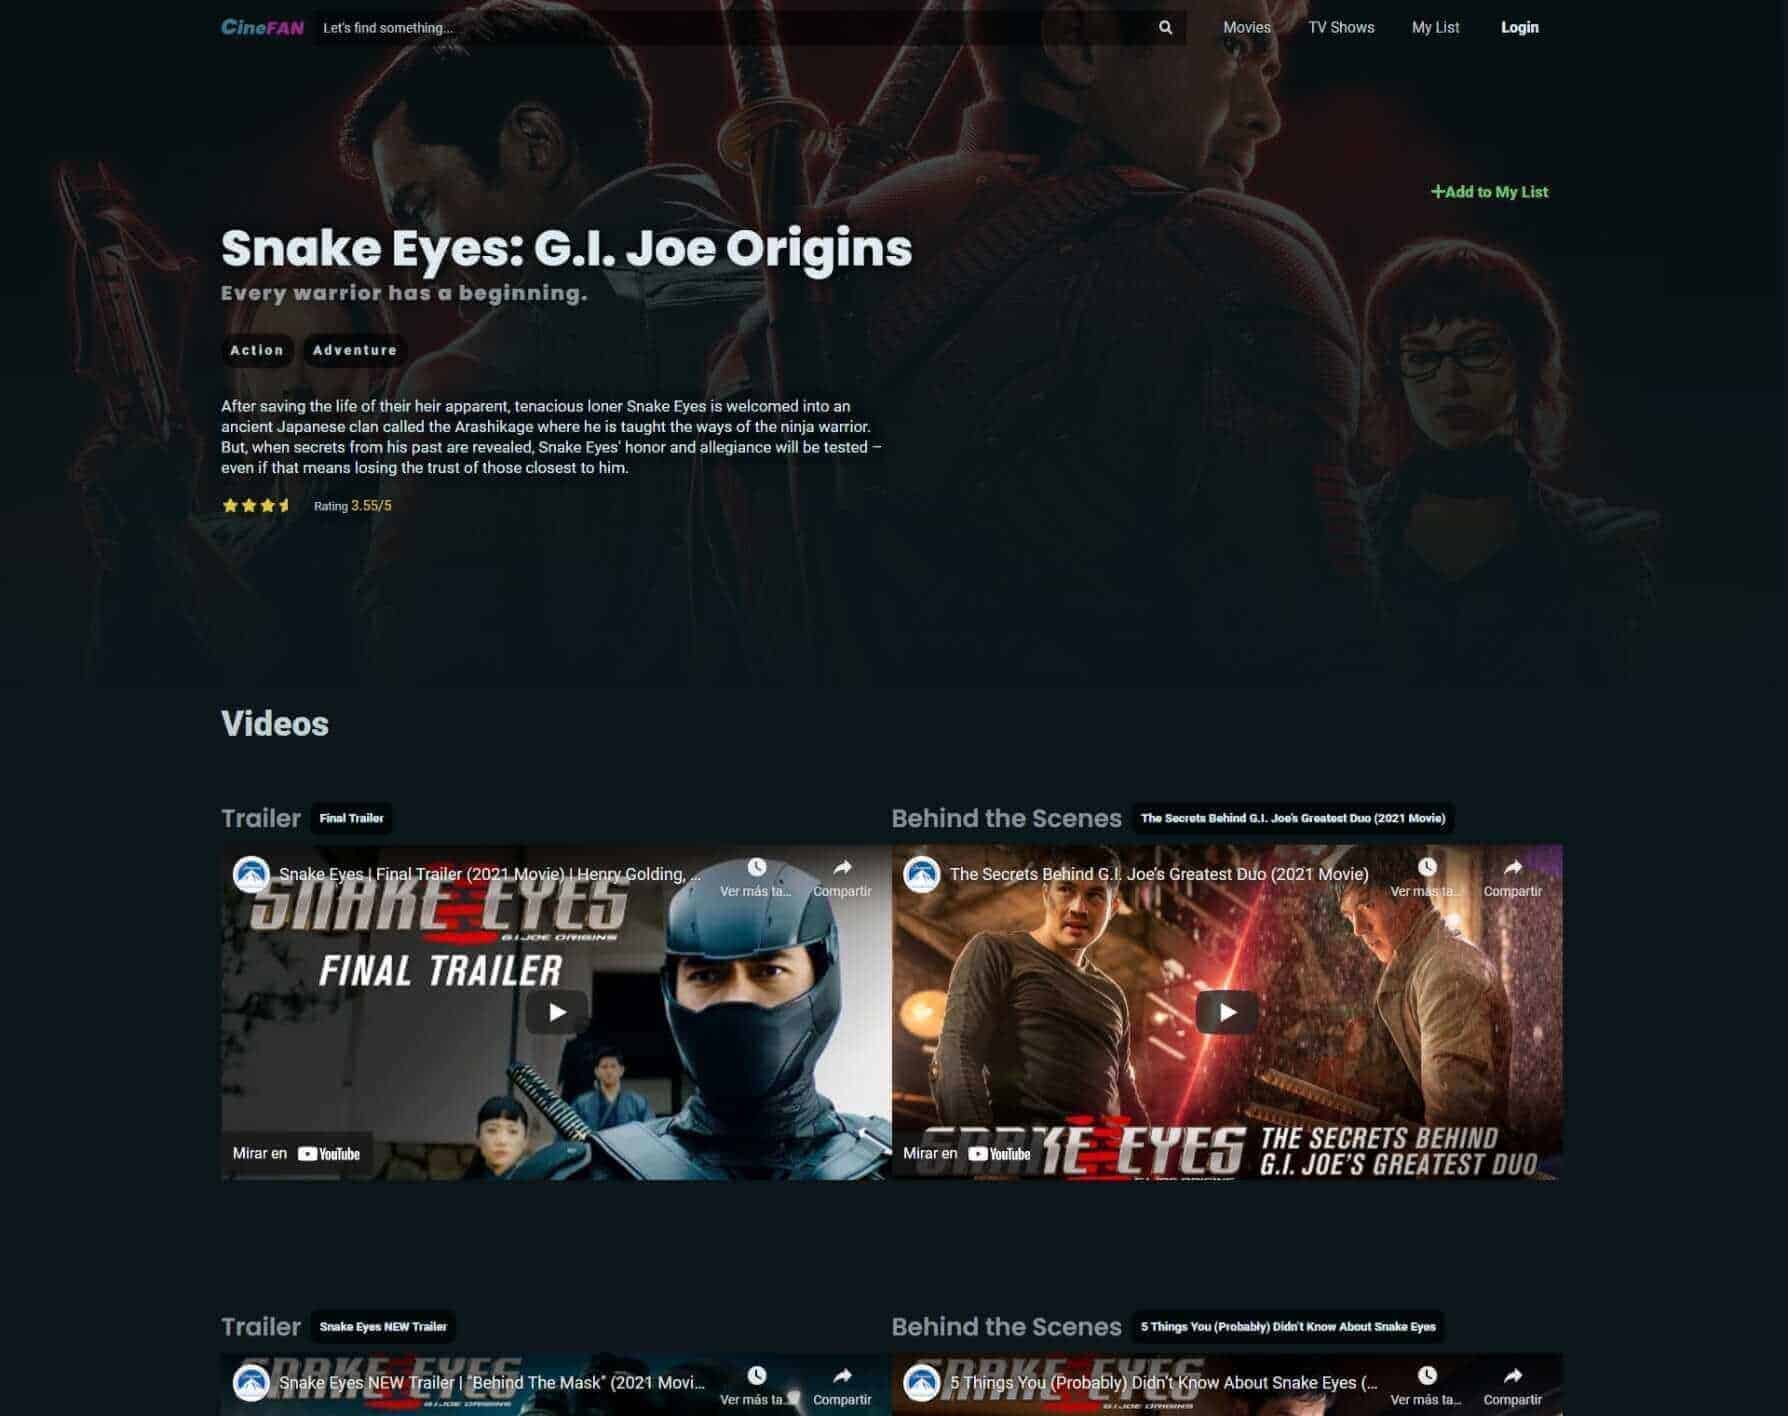 CineFAN
Let's find something...
Movies
TV Shows
My List
Login
Add to My List
Snake Eyes: G.I. Joe Origins
Every warrior has a beginning.
Action
Adventure
After saving the life of their heir apparent, tenacious loner Snake Eyes is welcomed into an
ancient Japanese clan called the Arashikage where he is taught the ways of the ninja warrior.
But, when secrets from his past are revealed, Snake Eyes' honor and allegiance will be tested –
even if that means losing the trust of those closest to him.
Rating 3.55/5
Videos
Trailer
Final Trailer
Snake Eyes | Final Trailer (2021 Movie) | Henry Golding, ...
Ver más ta...
Compartir
SNAKE EYES
G.I.JOE ORIGINS
FINAL TRAILER
Mirar en YouTube
Behind the Scenes
The Secrets Behind G.I. Joe's Greatest Duo (2021 Movie)
The Secrets Behind G.I. Joe's Greatest Duo (2021 Movie)
Ver más ta...
Compartir
SNAKE EYES
G.I.JOE ORIGINS
THE SECRETS BEHIND
G.I. JOE'S GREATEST DUO
Mirar en YouTube
Trailer
Snake Eyes NEW Trailer
Snake Eyes NEW Trailer | "Behind The Mask" (2021 Movi...
Ver más ta...
Compartir
SNAKE EYES
G.I.JOE ORIGINS
Behind the Scenes
5 Things You (Probably) Didn't Know About Snake Eyes
5 Things You (Probably) Didn't Know About Snake Eyes (...
Ver más ta...
Compartir
SNAKE EYES
G.I.JOE ORIGINS